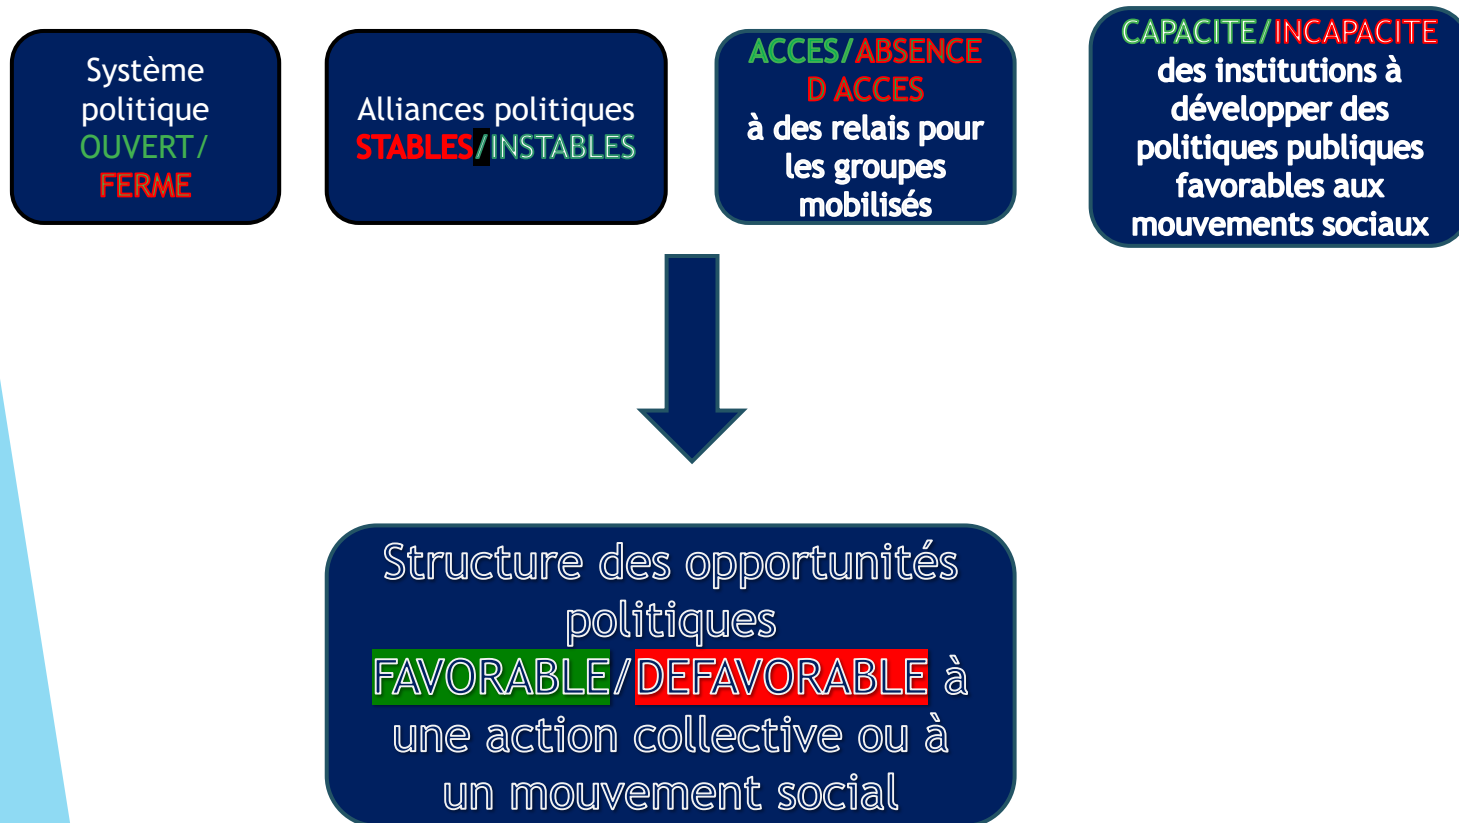 Système
politique
OUVERT/
FERME
Alliances politiques
STABLES/INSTABLES
ACCES/ABSENCE
D ACCES
à des relais pour
les groupes
mobilisés
CAPACITE/INCAPACITE
des institutions à
développer des
politiques publiques
favorables aux
mouvements sociaux
Structure des opportunités
politiques
FAVORABLE/DEFAVORABLE à
une action collective ou à
un mouvement social